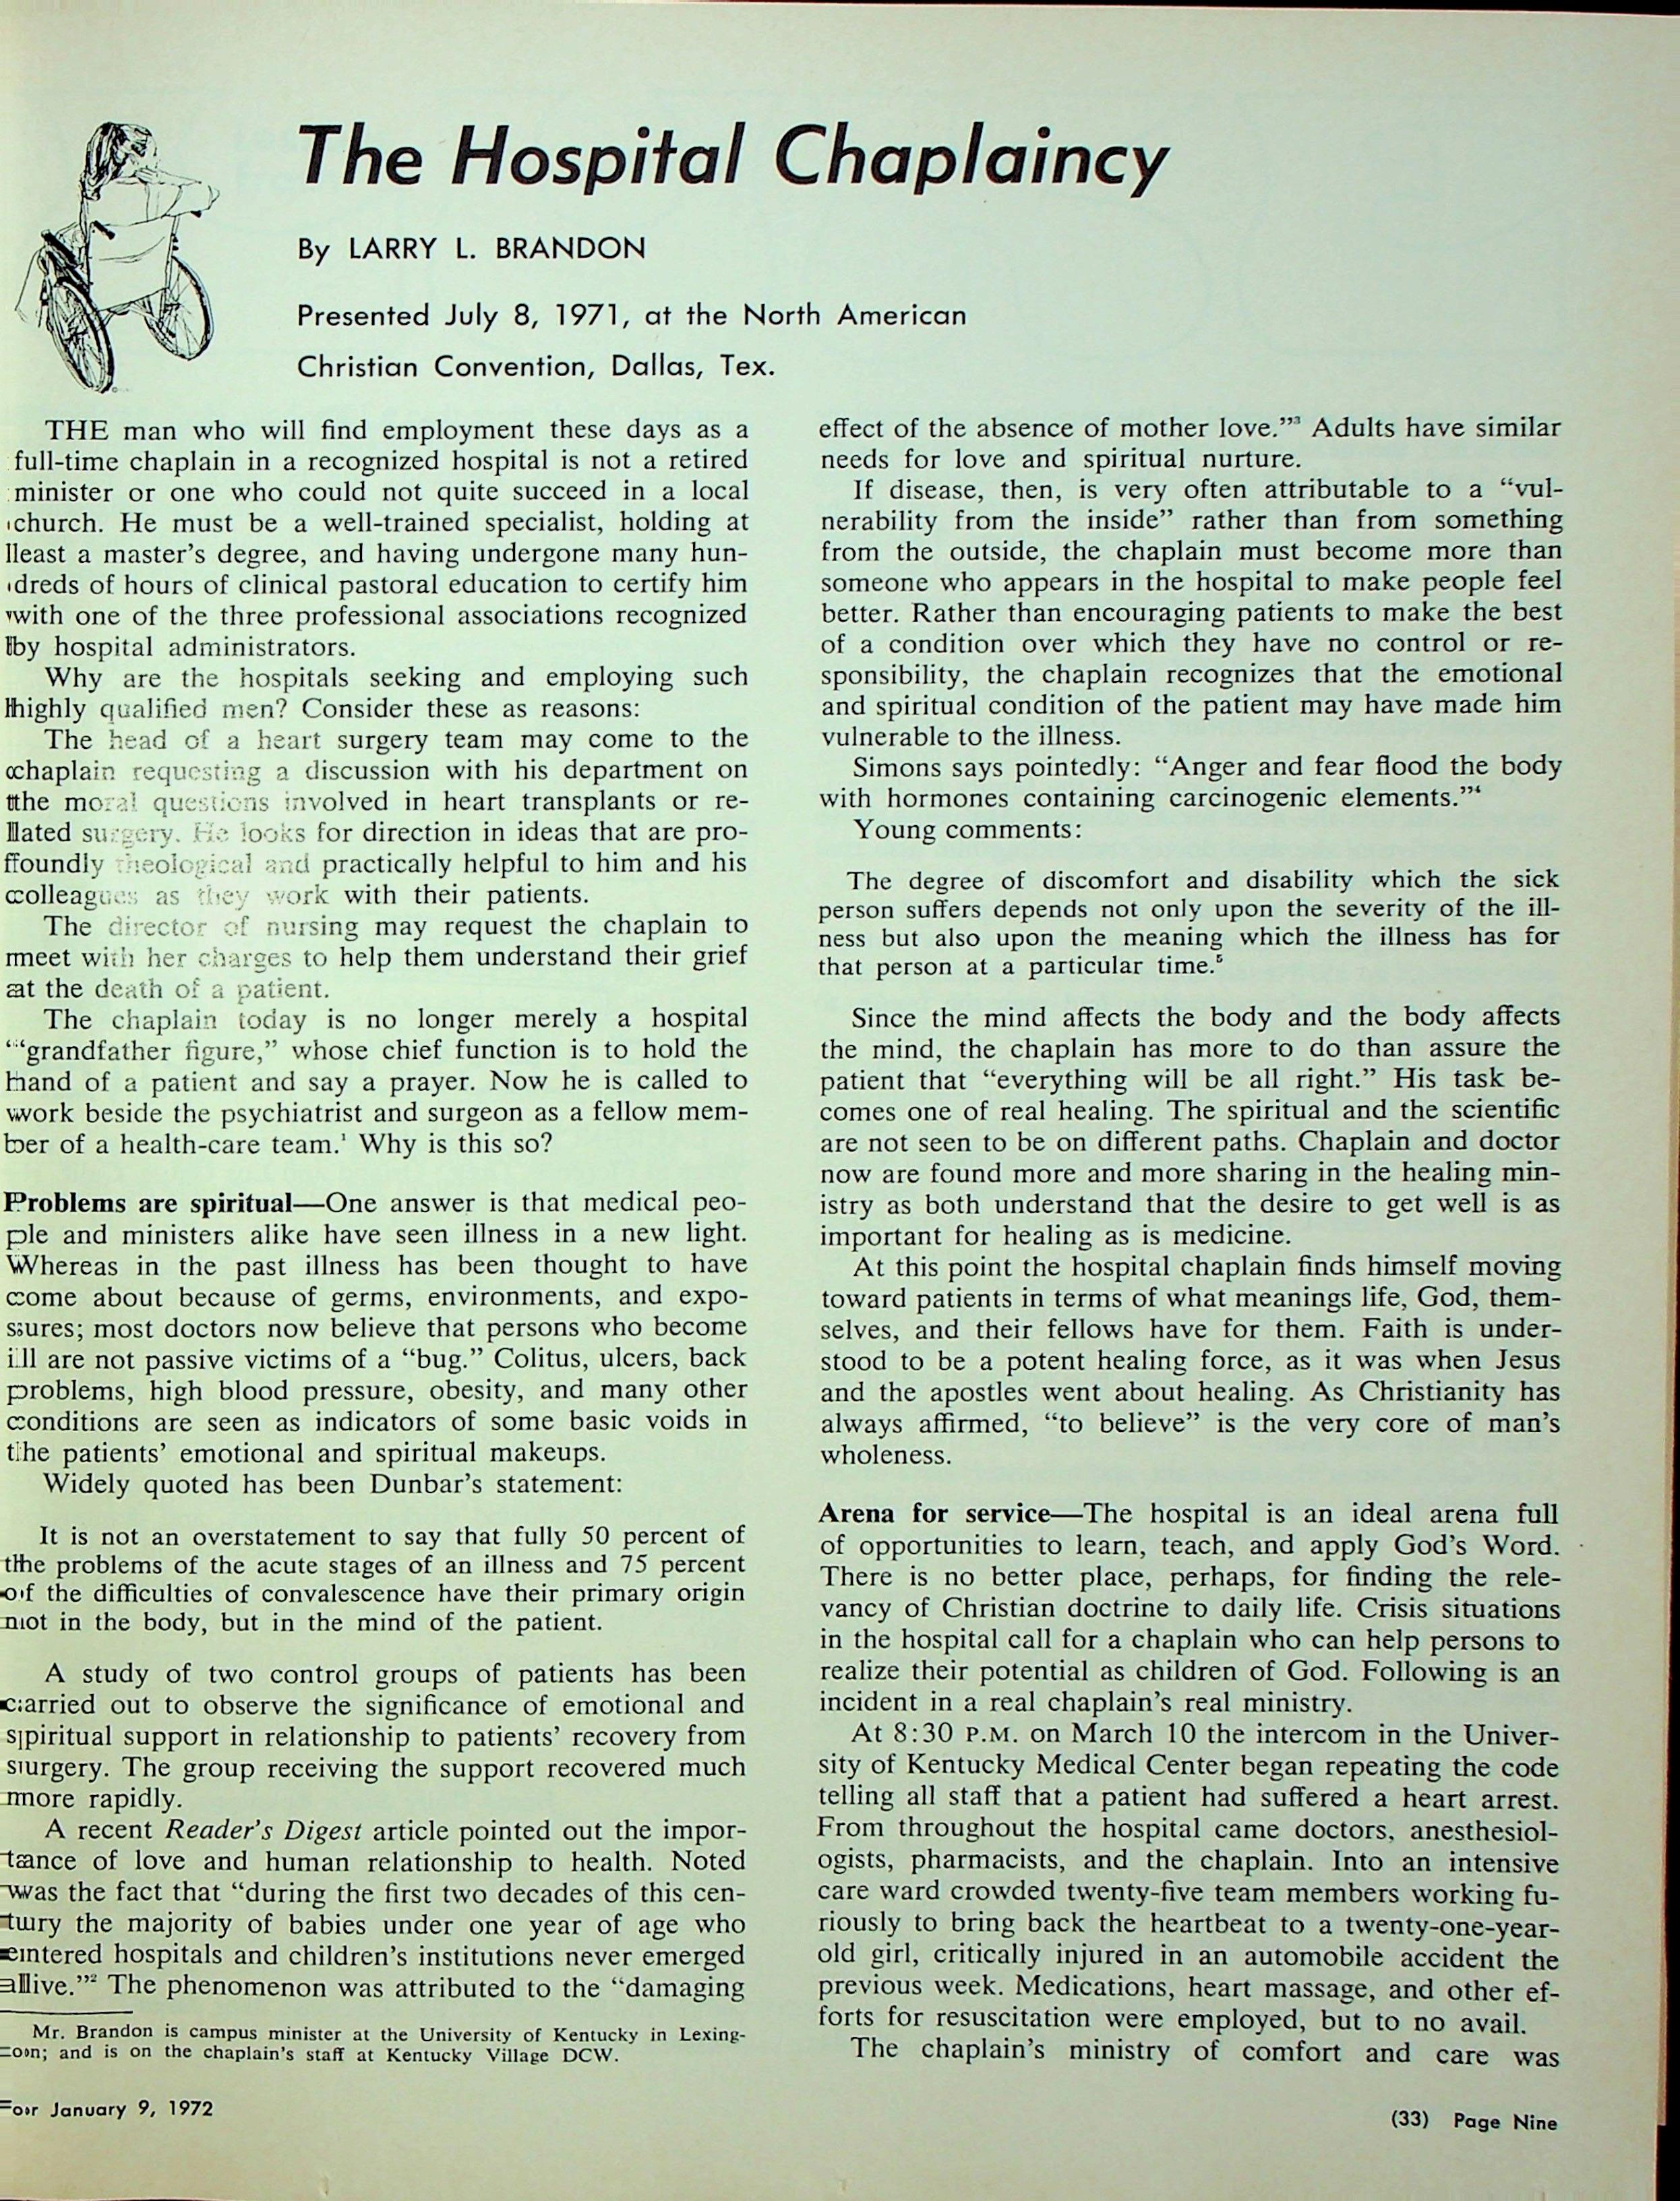 The Hospital Chaplaincy
By LARRY L. BRANDON
Presented July 8, 1971, at the North American
Christian Convention, Dallas, Tex.
THE man who will find employment these days as a
full-time chaplain in a recognized hospital is not a retired
minister or one who could not quite succeed in a local
church. He must be a well-trained specialist, holding at
least a master's degree, and having undergone many hun-
dreds of hours of clinical pastoral education to certify him
with one of the three professional associations recognized
by hospital administrators.
Why are the hospitals seeking and employing such
highly qualified men? Consider these as reasons:
The head of a heart surgery team may come to the
chaplain requesting a discussion with his department on
the moral questions involved in heart transplants or re-
lated surgery. He looks for direction in ideas that are pro-
foundly theological and practically helpful to him and his
colleagues as they work with their patients.
The director of nursing may request the chaplain to
meet with her charges to help them understand their grief
at the death of a patient.
The chaplain today is no longer merely a hospital
“grandfather figure,” whose chief function is to hold the
hand of a patient and say a prayer. Now he is called to
work beside the psychiatrist and surgeon as a fellow mem-
ber of a health-care team.¹ Why is this so?
Problems are spiritual—One answer is that medical peo-
ple and ministers alike have seen illness in a new light.
Whereas in the past illness has been thought to have
come about because of germs, environments, and expo-
sures; most doctors now believe that persons who become
ill are not passive victims of a “bug.” Colitus, ulcers, back
problems, high blood pressure, obesity, and many other
conditions are seen as indicators of some basic voids in
the patients’ emotional and spiritual makeups.
Widely quoted has been Dunbar’s statement:
It is not an overstatement to say that fully 50 percent of
the problems of the acute stages of an illness and 75 percent
of the difficulties of convalescence have their primary origin
not in the body, but in the mind of the patient.
A study of two control groups of patients has been
carried out to observe the significance of emotional and
spiritual support in relationship to patients’ recovery from
surgery. The group receiving the support recovered much
more rapidly.
A recent Reader’s Digest article pointed out the impor-
tance of love and human relationship to health. Noted
was the fact that “during the first two decades of this cen-
tury the majority of babies under one year of age who
entered hospitals and children’s institutions never emerged
alive.”² The phenomenon was attributed to the “damaging
Mr. Brandon is campus minister at the University of Kentucky in Lexing-
ton; and is on the chaplain’s staff at Kentucky Village DCW.
For January 9, 1972
effect of the absence of mother love.”³ Adults have similar
needs for love and spiritual nurture.
If disease, then, is very often attributable to a “vul-
nerability from the inside” rather than from something
from the outside, the chaplain must become more than
someone who appears in the hospital to make people feel
better. Rather than encouraging patients to make the best
of a condition over which they have no control or re-
sponsibility, the chaplain recognizes that the emotional
and spiritual condition of the patient may have made him
vulnerable to the illness.
Simons says pointedly: “Anger and fear flood the body
with hormones containing carcinogenic elements.”⁴
Young comments:
The degree of discomfort and disability which the sick
person suffers depends not only upon the severity of the ill-
ness but also upon the meaning which the illness has for
that person at a particular time.⁵
Since the mind affects the body and the body affects
the mind, the chaplain has more to do than assure the
patient that “everything will be all right.” His task be-
comes one of real healing. The spiritual and the scientific
are not seen to be on different paths. Chaplain and doctor
now are found more and more sharing in the healing min-
istry as both understand that the desire to get well is as
important for healing as is medicine.
At this point the hospital chaplain finds himself moving
toward patients in terms of what meanings life, God, them-
selves, and their fellows have for them. Faith is under-
stood to be a potent healing force, as it was when Jesus
and the apostles went about healing. As Christianity has
always affirmed, “to believe” is the very core of man’s
wholeness.
Arena for service—The hospital is an ideal arena full
of opportunities to learn, teach, and apply God’s Word.
There is no better place, perhaps, for finding the rele-
vancy of Christian doctrine to daily life. Crisis situations
in the hospital call for a chaplain who can help persons to
realize their potential as children of God. Following is an
incident in a real chaplain’s real ministry.
At 8:30 P.M. on March 10 the intercom in the Univer-
sity of Kentucky Medical Center began repeating the code
telling all staff that a patient had suffered a heart arrest.
From throughout the hospital came doctors, anesthesiol-
ogists, pharmacists, and the chaplain. Into an intensive
care ward crowded twenty-five team members working fu-
riously to bring back the heartbeat to a twenty-one-year-
old girl, critically injured in an automobile accident the
previous week. Medications, heart massage, and other ef-
forts for resuscitation were employed, but to no avail.
The chaplain’s ministry of comfort and care was
(33) Page Nine